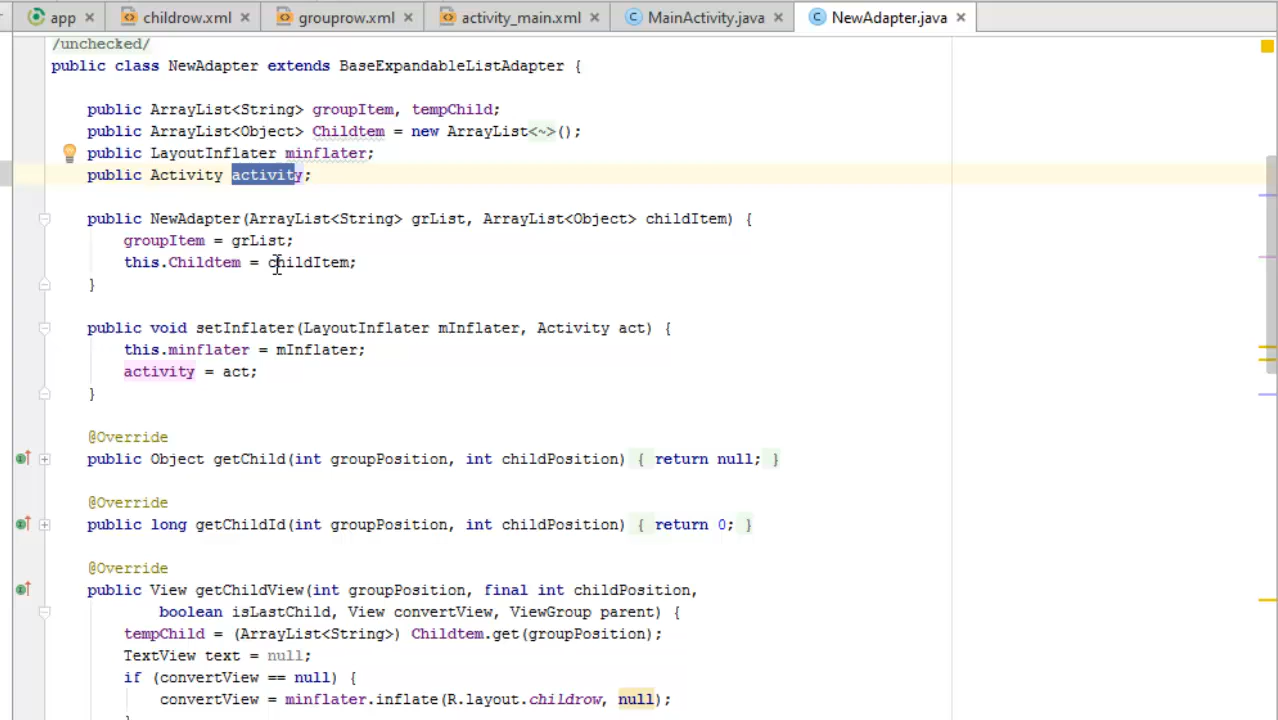 app childrow.xml grouprow.xml activity_main.xml MainActivity.java NewAdapter.java
/unchecked/
public class NewAdapter extends BaseExpandableListAdapter {
public ArrayList<String> groupItem, tempChild;
public ArrayList<Object> Childtem = new ArrayList<~>();
public LayoutInflater minflater;
public Activity activity;
public NewAdapter(ArrayList<String> grList, ArrayList<Object> childItem) {
groupItem = grList;
this.Childtem = childItem;
}
public void setInflater(LayoutInflater mInflater, Activity act) {
this.minflater = mInflater;
activity = act;
}
@Override
public Object getChild(int groupPosition, int childPosition) { return null; }
@Override
public long getChildId(int groupPosition, int childPosition) { return 0; }
@Override
public View getChildView(int groupPosition, final int childPosition,
boolean isLastChild, View convertView, ViewGroup parent) {
tempChild = (ArrayList<String>) Childtem.get(groupPosition);
TextView text = null;
if (convertView == null) {
convertView = minflater.inflate(R.layout.childrow, null);